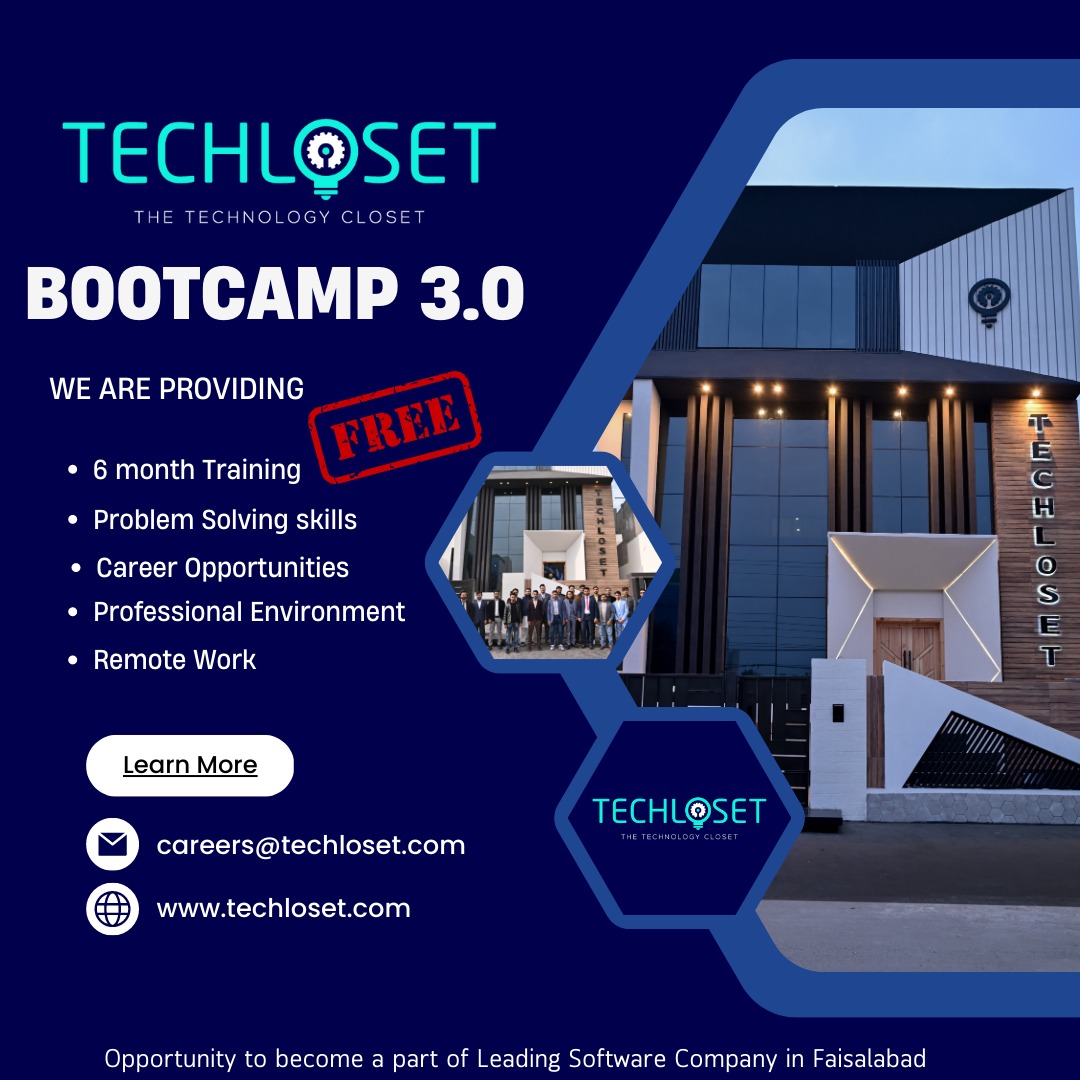 TECHLOSET
THE TECHNOLOGY CLOSET
BOOTCAMP 3.0
WE ARE PROVIDING
FREE
• 6 month Training
• Problem Solving skills
• Career Opportunities
• Professional Environment
• Remote Work
Learn More
careers@techloset.com
www.techloset.com
TECHLOSET
TECHLOSET
TECHLOSET
THE TECHNOLOGY CLOSET
Opportunity to become a part of Leading Software Company in Faisalabad